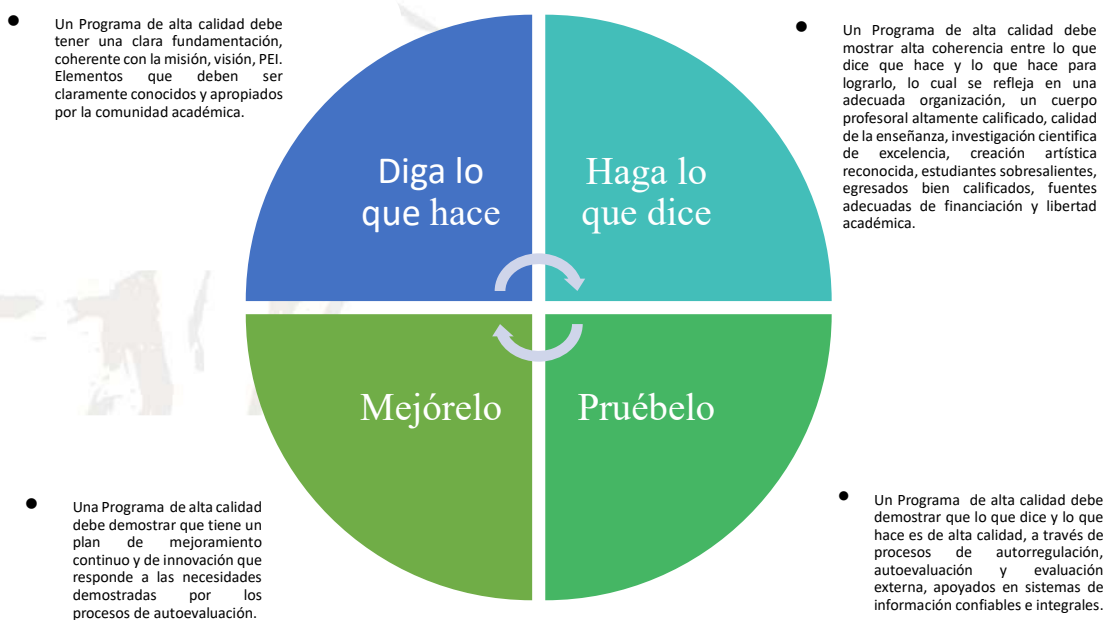 Un Programa de alta calidad debe
tener una clara fundamentación,
coherente con la misión, visión, PEI.
Elementos que deben ser
claramente conocidos y apropiados
por la comunidad académica.
Diga lo
que hace
Haga lo
que dice
Un Programa de alta calidad debe
mostrar alta coherencia entre lo que
dice que hace y lo que hace para
lograrlo, lo cual se refleja en una
adecuada organización, un cuerpo
profesoral altamente calificado, calidad
de la enseñanza, investigación cientifica
de excelencia, creación artística
reconocida, estudiantes sobresalientes,
egresados bien calificados, fuentes
adecuadas de financiación y libertad
académica.
Mejórelo
Pruébelo
Una Programa de alta calidad
debe demostrar que tiene un
plan de mejoramiento
continuo y de innovación que
responde a las necesidades
demostradas por los
procesos de autoevaluación.
Un Programa de alta calidad debe
demostrar que lo que dice y lo que
hace es de alta calidad, a través de
procesos de autorregulación,
autoevaluación y evaluación
externa, apoyados en sistemas de
información confiables e integrales.